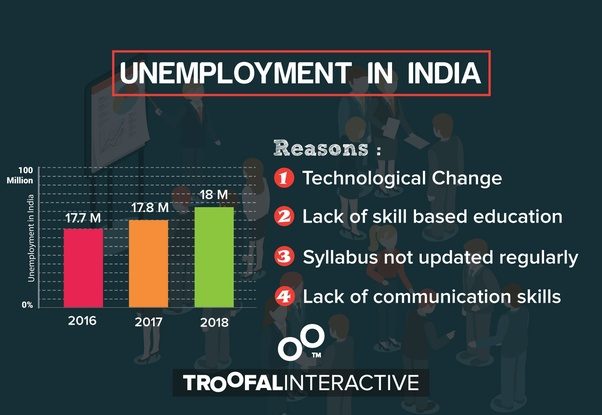 UNEMPLOYMENT IN INDIA
100
Million
Unemployment in India
0%
17.7 M
17.8 M
18 M
2016
2017
2018
Reasons :
1 Technological Change
2 Lack of skill based education
3 Syllabus not updated regularly
4 Lack of communication skills
TM
TROOFALINTERACTIVE